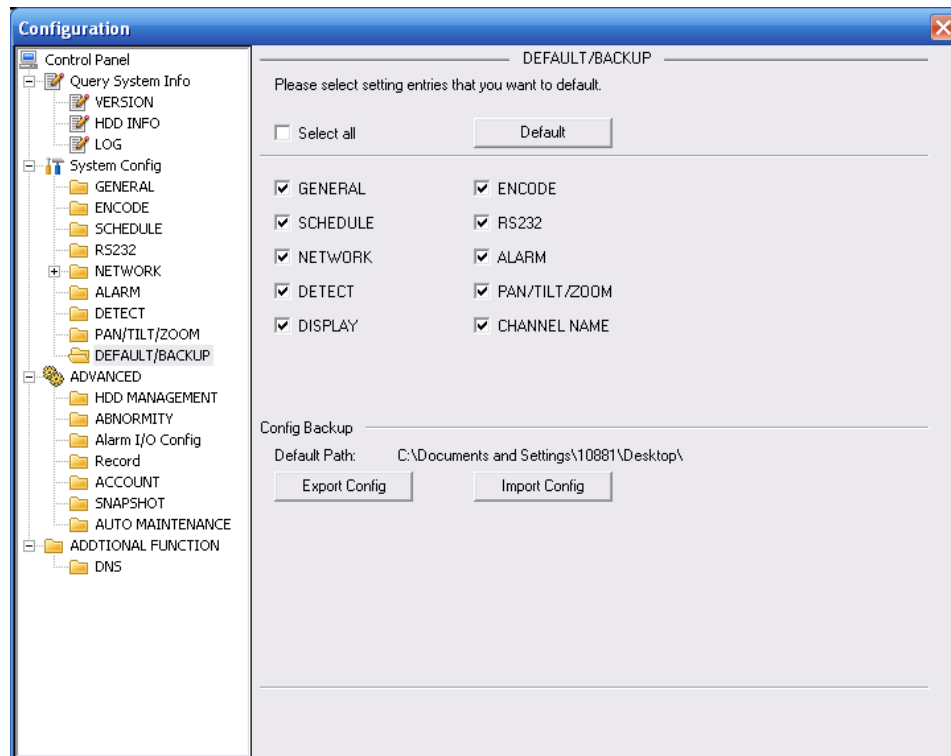 Configuration
Control Panel
Query System Info
VERSION
HDD INFO
LOG
System Config
GENERAL
ENCODE
SCHEDULE
RS232
NETWORK
ALARM
DETECT
PAN/TILT/ZOOM
DEFAULT/BACKUP
ADVANCED
HDD MANAGEMENT
ABNORMITY
Alarm I/O Config
Record
ACCOUNT
SNAPSHOT
AUTO MAINTENANCE
ADDTIONAL FUNCTION
DNS
DEFAULT/BACKUP
Please select setting entries that you want to default.
Select all Default
GENERAL ENCODE
SCHEDULE RS232
NETWORK ALARM
DETECT PAN/TILT/ZOOM
DISPLAY CHANNEL NAME
Config Backup
Default Path: C:\Documents and Settings\10881\Desktop\
Export Config Import Config